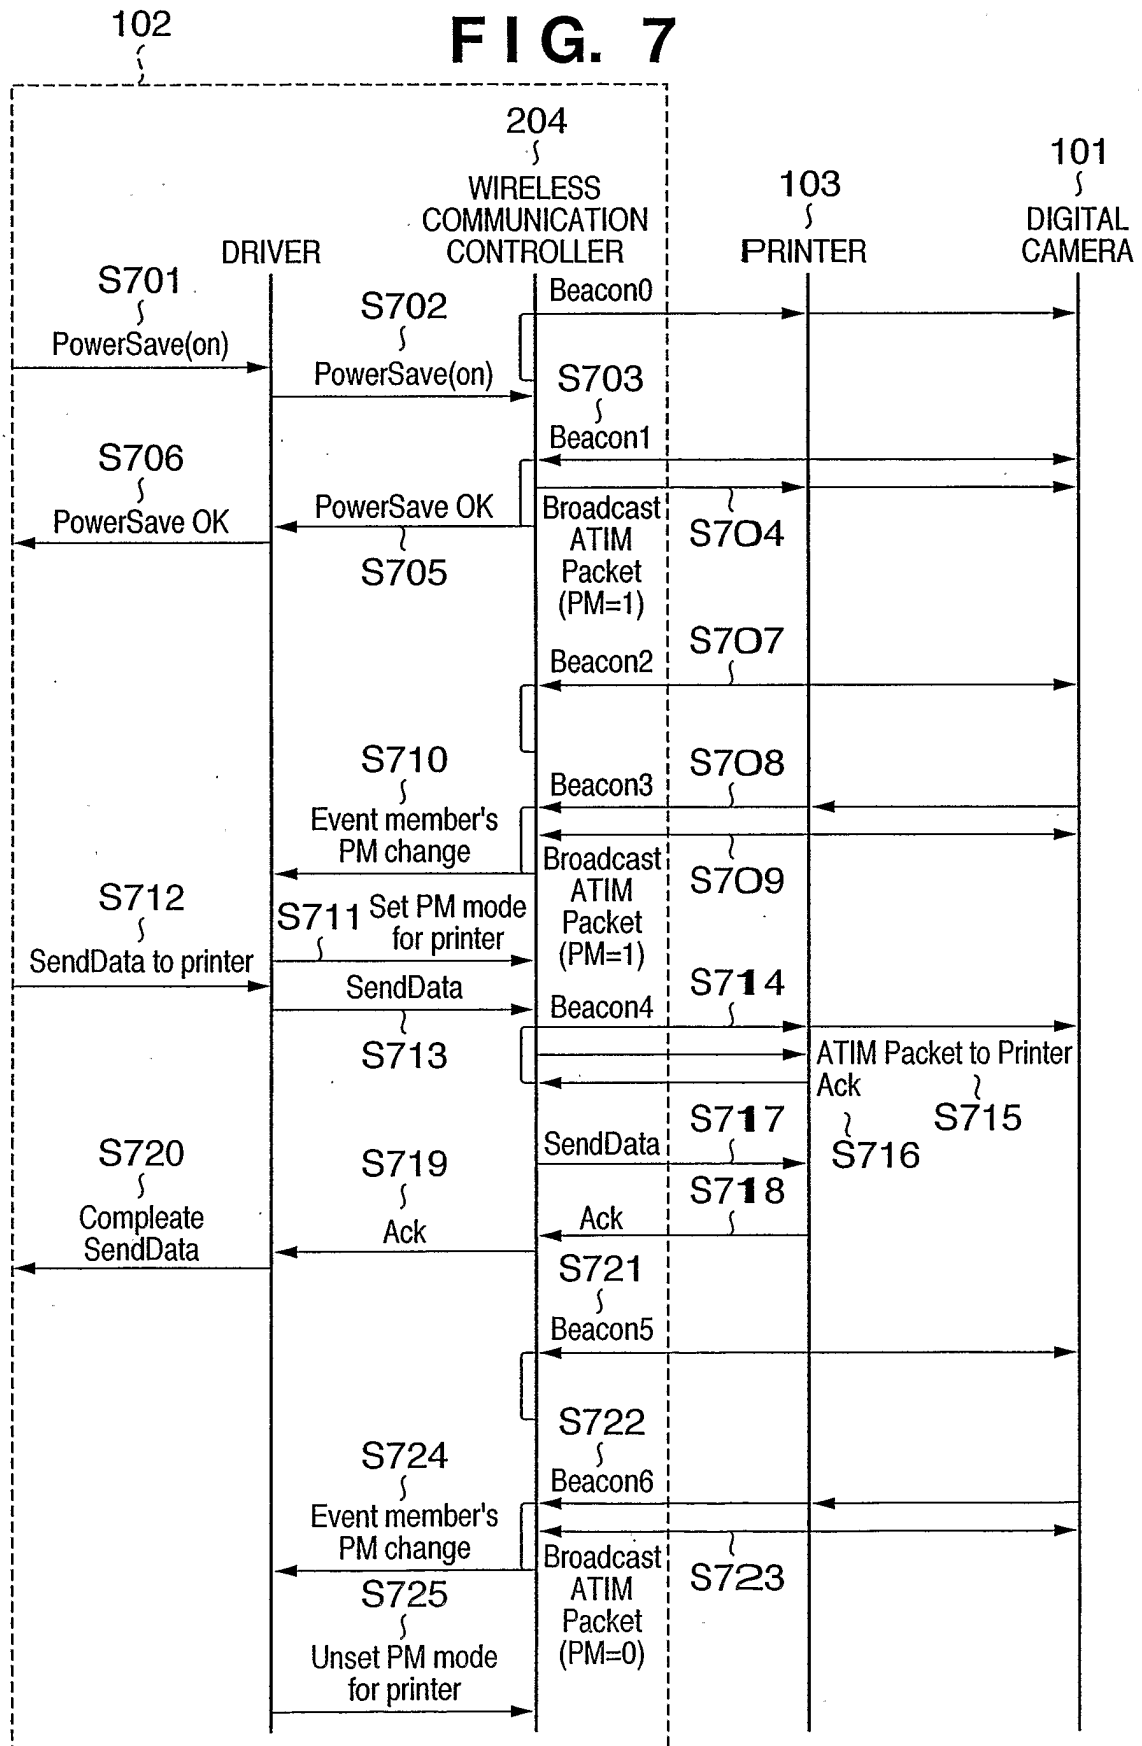 FIG. 7
102
204
WIRELESS
COMMUNICATION
CONTROLLER
DRIVER
103
PRINTER
101
DIGITAL
CAMERA
S701
PowerSave(on)
S702
PowerSave(on)
Beacon0
S703
Beacon1
S706
PowerSave OK
PowerSave OK
S705
Broadcast
ATIM
Packet
(PM=1)
S704
S707
Beacon2
S710
Event member's
PM change
S708
Beacon3
Broadcast
ATIM
Packet
(PM=1)
S709
S712
SendData to printer
S711
Set PM mode
for printer
SendData
S713
S714
Beacon4
ATIM Packet to Printer
S715
Ack
S716
S717
SendData
S718
Ack
S719
Ack
S720
Compleate
SendData
S721
Beacon5
S722
Beacon6
S724
Event member's
PM change
Broadcast
ATIM
Packet
(PM=0)
S723
S725
Unset PM mode
for printer